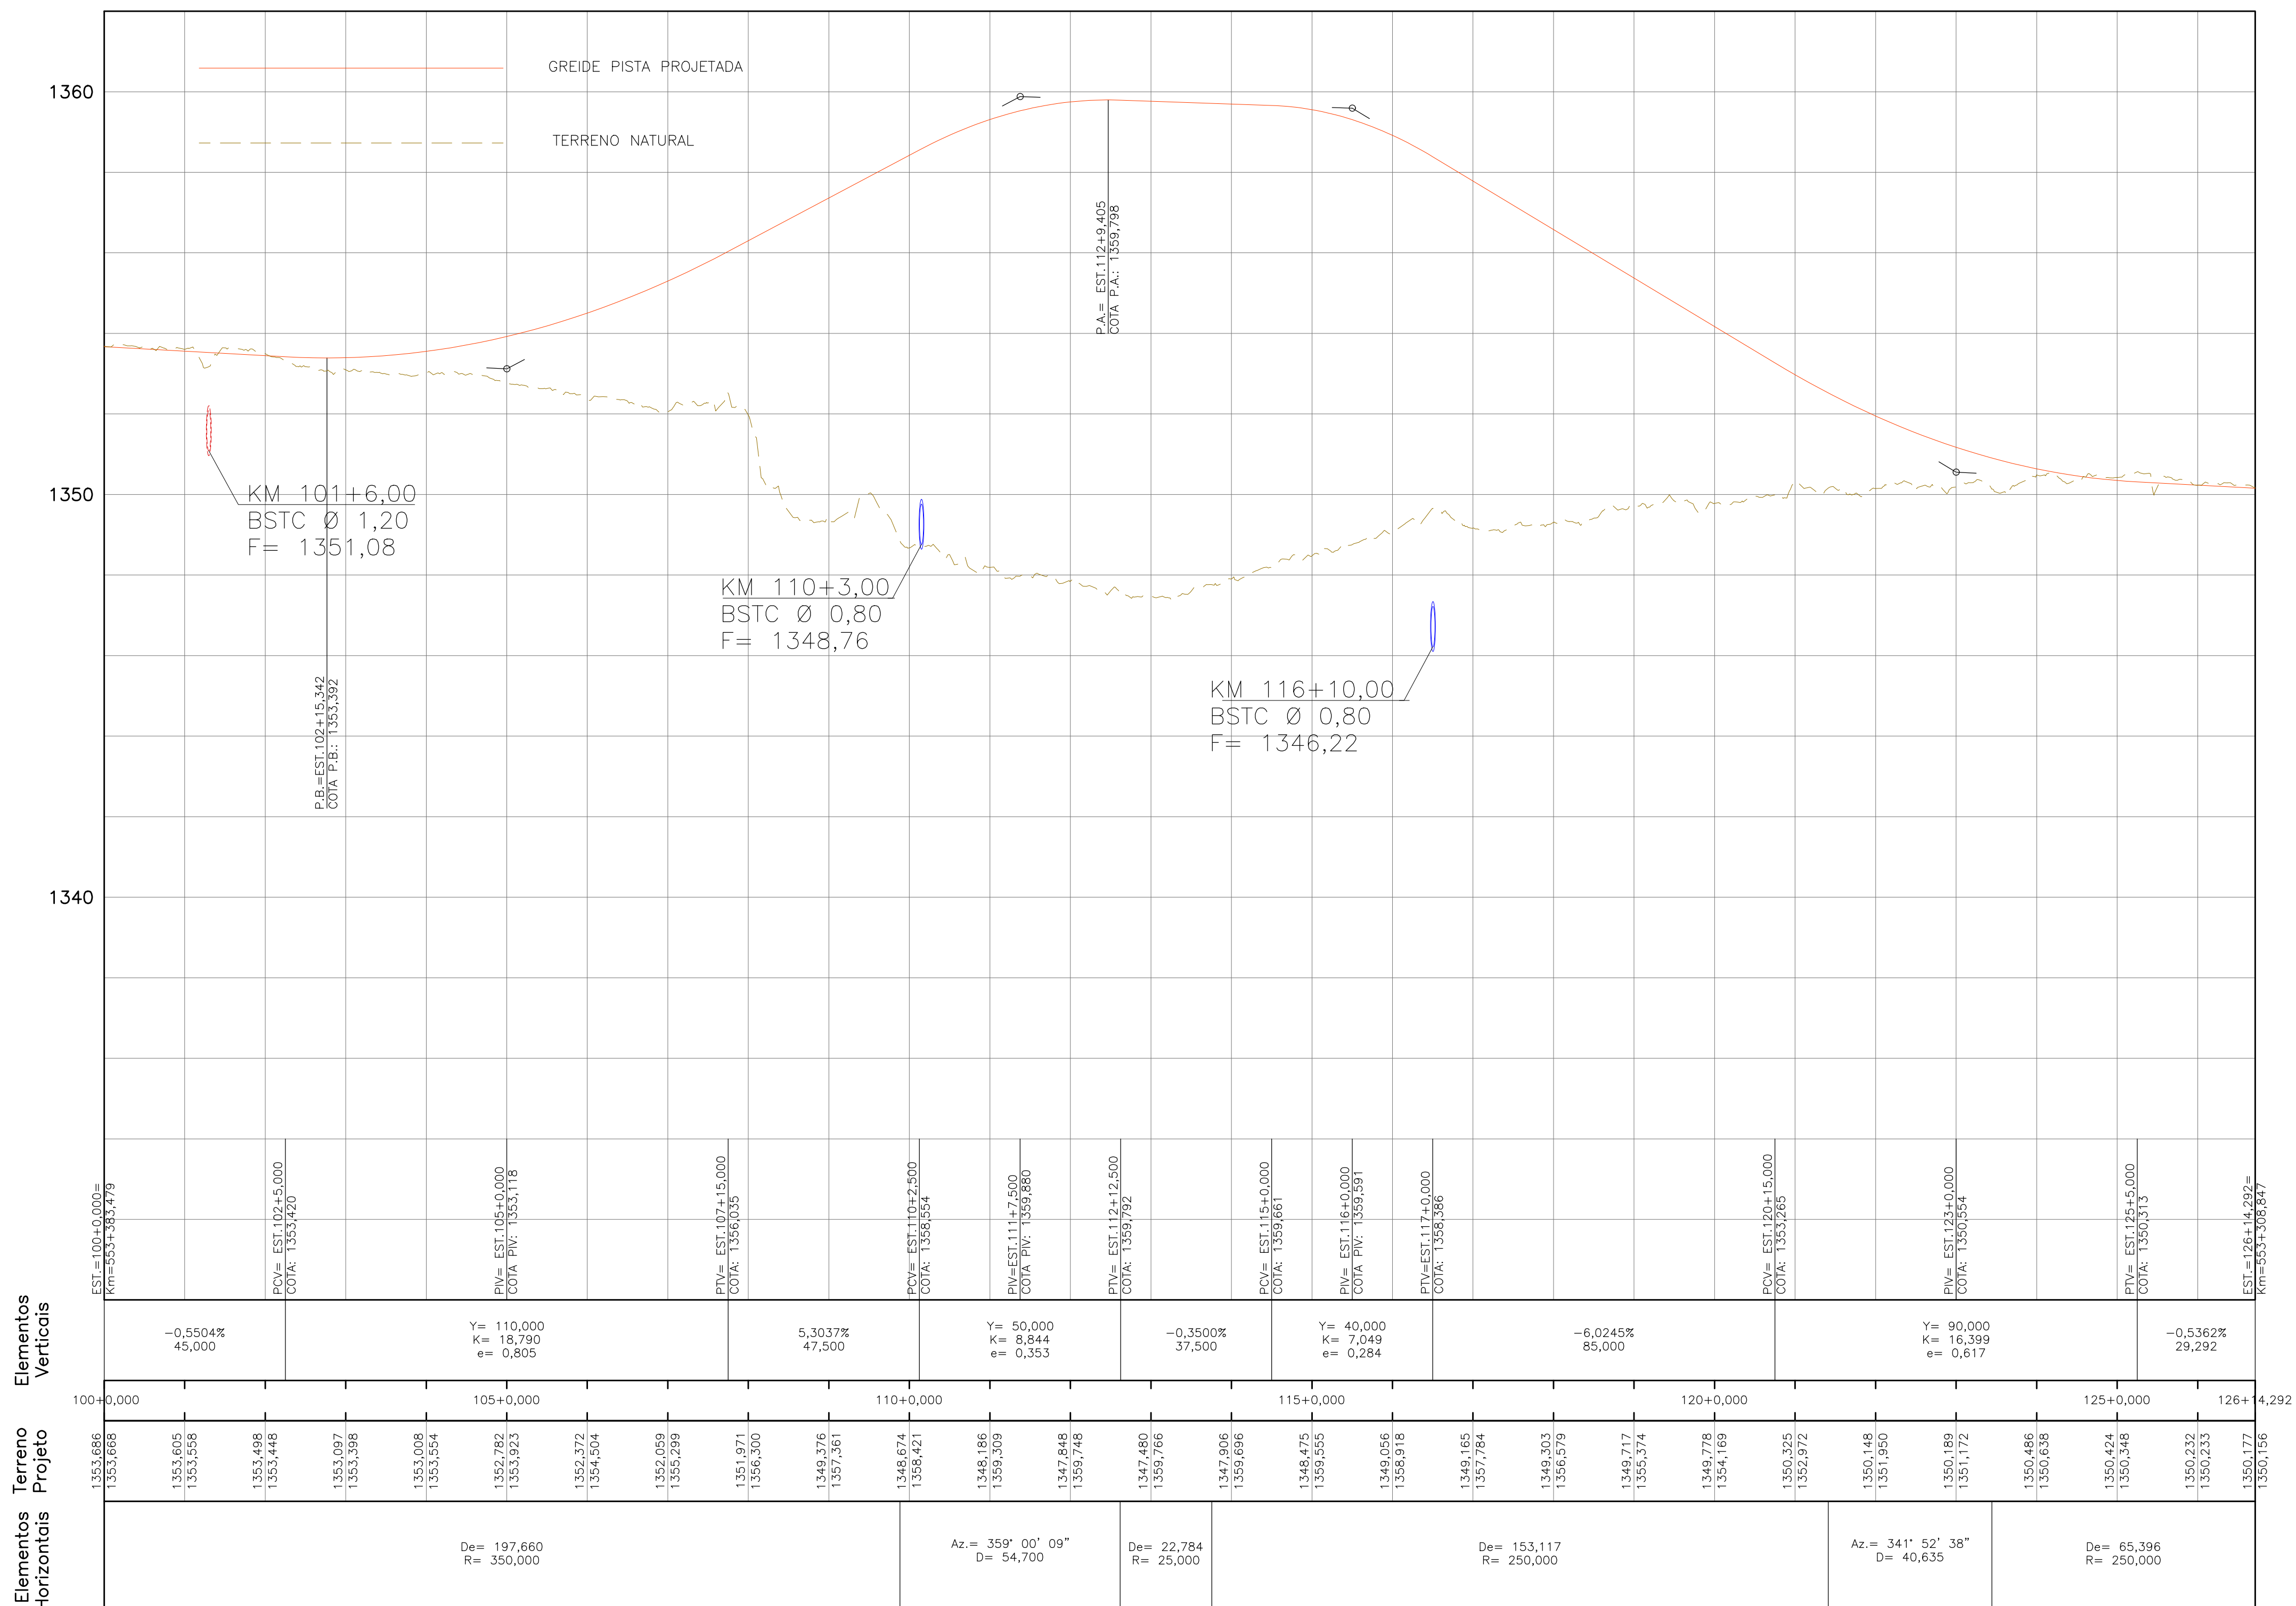 GREIDE PISTA PROJETADA
TERRENO NATURAL
1360
1350
1340
P.A.= EST.112+9,405
COTA P.A.: 1359,798
KM 101+6,00
BSTC Ø 1,20
F= 1351,08
KM 110+3,00
BSTC Ø 0,80
F= 1348,76
KM 116+10,00
BSTC Ø 0,80
F= 1346,22
P.B.=EST.102+15,342
COTA P.B.: 1353,392
EST.=100+0,000=
Km=553+383,479
PCV= EST.102+5,000
COTA: 1353,420
PIV= EST.105+0,000
COTA PIV: 1353,118
PTV= EST.107+15,000
COTA: 1356,035
PCV= EST.110+2,500
COTA: 1358,554
PIV=EST.111+7,500
COTA PIV: 1359,880
PTV= EST.112+12,500
COTA: 1359,792
PCV= EST.115+0,000
COTA: 1359,661
PIV= EST.116+0,000
COTA PIV: 1359,591
PTV=EST.117+0,000
COTA: 1358,386
PCV= EST.120+15,000
COTA: 1353,265
PIV= EST.123+0,000
COTA: 1350,554
PTV= EST.125+5,000
COTA: 1350,313
EST.=126+14,292=
Km=553+308,847
Elementos
Verticais
-0,5504%
45,000
Y= 110,000
K= 18,790
e= 0,805
5,3037%
47,500
Y= 50,000
K= 8,844
e= 0,353
-0,3500%
37,500
Y= 40,000
K= 7,049
e= 0,284
-6,0245%
85,000
Y= 90,000
K= 16,399
e= 0,617
-0,5362%
29,292
100+0,000
105+0,000
110+0,000
115+0,000
120+0,000
125+0,000
126+14,292
Terreno
Projeto
1353,686
1353,668
1353,605
1353,558
1353,498
1353,448
1353,097
1353,398
1353,008
1353,554
1352,782
1353,923
1352,372
1354,504
1352,059
1355,299
1351,971
1356,300
1349,376
1357,361
1348,674
1358,421
1348,186
1359,309
1347,848
1359,748
1347,480
1359,766
1347,906
1359,696
1348,475
1359,555
1349,056
1358,918
1349,165
1357,784
1349,303
1356,579
1349,717
1355,374
1349,778
1354,169
1350,325
1352,972
1350,148
1351,950
1350,189
1351,172
1350,486
1350,638
1350,424
1350,348
1350,232
1350,233
1350,177
1350,156
Elementos
Horizontais
De= 197,660
R= 350,000
Az.= 359° 00' 09"
D= 54,700
De= 22,784
R= 25,000
De= 153,117
R= 250,000
Az.= 341° 52' 38"
D= 40,635
De= 65,396
R= 250,000